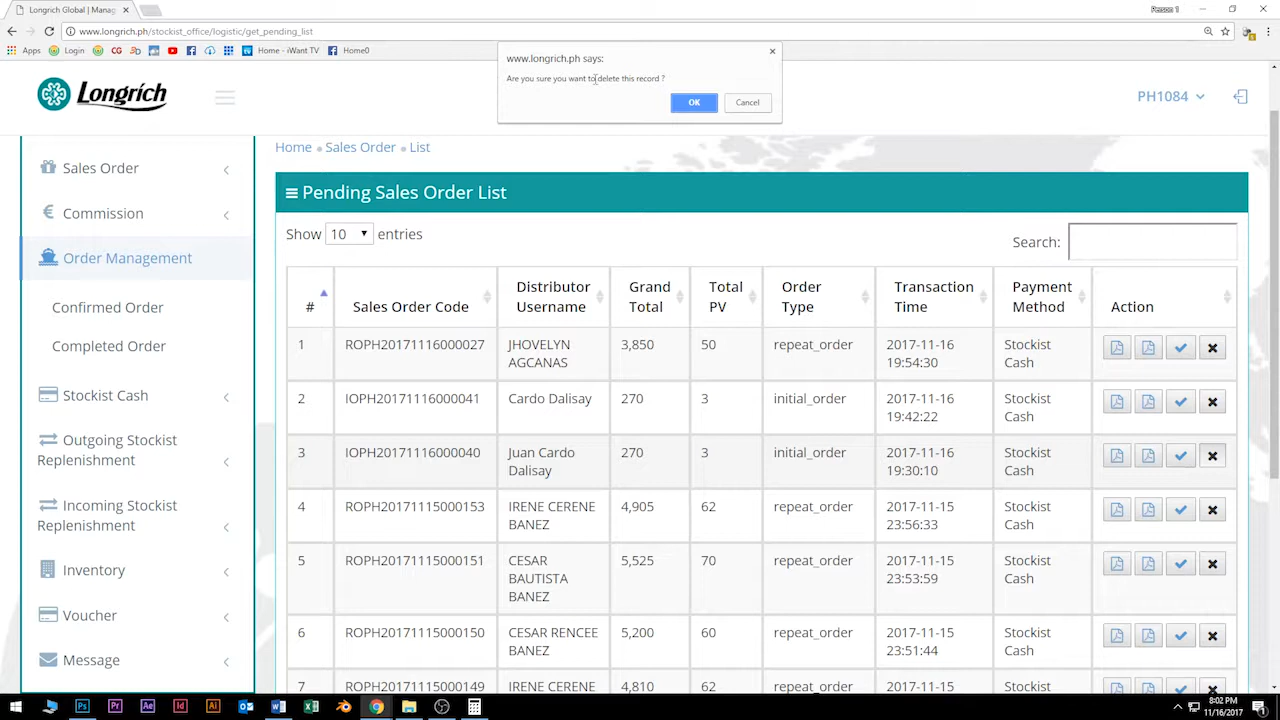 Longrich Global | Manag
Reason 1
www.longrich.ph/stockist_office/logistic/get_pending_list
Apps
Login
CG
Home - iWant TV
Home0
www.longrich.ph says:
Are you sure you want to delete this record ?
OK
Cancel
Longrich
PH1084
Sales Order
Commission
Order Management
Confirmed Order
Completed Order
Stockist Cash
Outgoing Stockist
Replenishment
Incoming Stockist
Replenishment
Inventory
Voucher
Message
Home
Sales Order
List
Pending Sales Order List
Show 10 entries
Search:
# Sales Order Code Distributor Username Grand Total Total PV Order Type Transaction Time Payment Method Action
1 ROPH20171116000027 JHOVELYN AGCANAS 3,850 50 repeat_order 2017-11-16 19:54:30 Stockist Cash
2 IOPH20171116000041 Cardo Dalisay 270 3 initial_order 2017-11-16 19:42:22 Stockist Cash
3 IOPH20171116000040 Juan Cardo Dalisay 270 3 initial_order 2017-11-16 19:30:10 Stockist Cash
4 ROPH20171115000153 IRENE CERENE BANEZ 4,905 62 repeat_order 2017-11-15 23:56:33 Stockist Cash
5 ROPH20171115000151 CESAR BAUTISTA BANEZ 5,525 70 repeat_order 2017-11-15 23:53:59 Stockist Cash
6 ROPH20171115000150 CESAR RENCEE BANEZ 5,200 60 repeat_order 2017-11-15 23:51:44 Stockist Cash
7 ROPH20171115000149 IRENE CERENE 4,810 62 repeat_order 2017-11-15 Stockist
Ps
Pr
Ae
Id
Ai
8:02 PM
11/16/2017